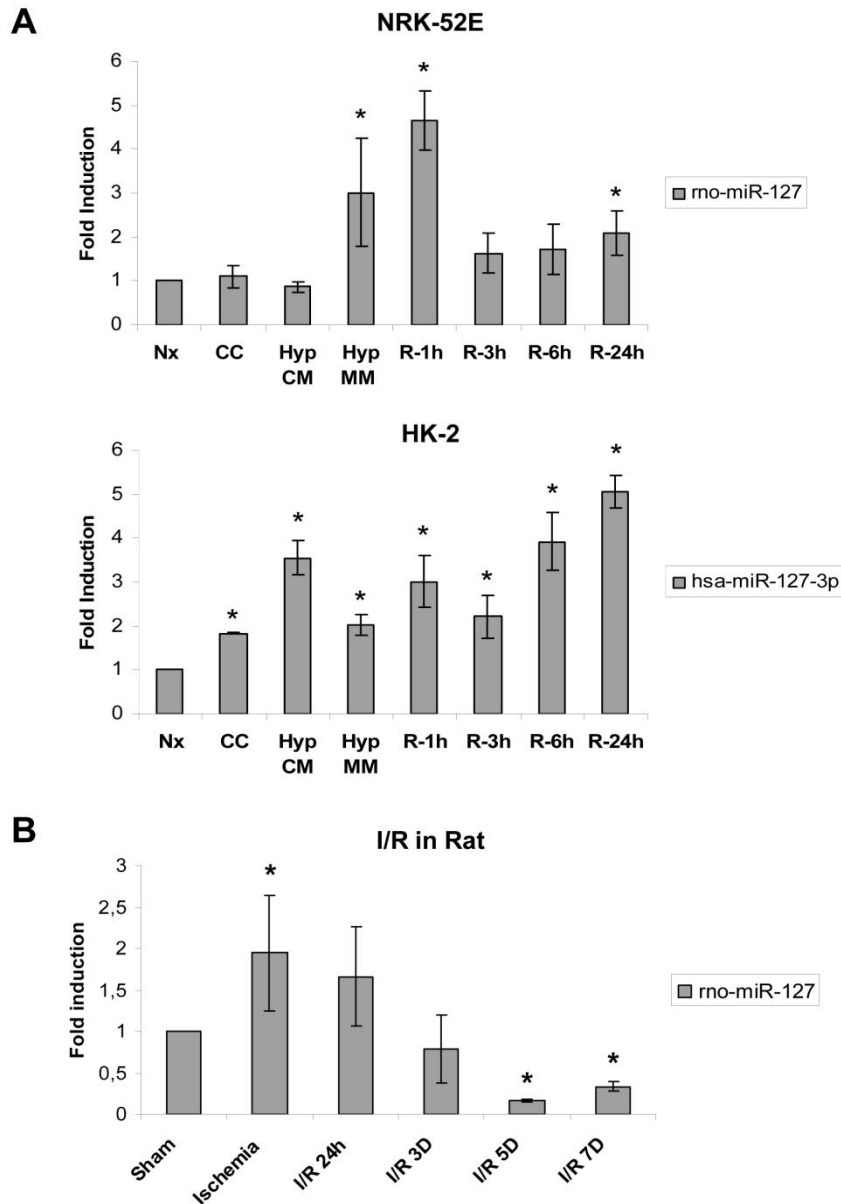 A
NRK-52E
Fold Induction
6
5
4
3
2
1
0
* * *
Nx CC Hyp CM Hyp MM R-1h R-3h R-6h R-24h
rno-miR-127
HK-2
Fold Induction
6
5
4
3
2
1
0
* * * * * * *
Nx CC Hyp CM Hyp MM R-1h R-3h R-6h R-24h
hsa-miR-127-3p
B
I/R in Rat
Fold induction
3
2,5
2
1,5
1
0,5
0
* * *
Sham Ischemia I/R 24h I/R 3D I/R 5D I/R 7D
rno-miR-127